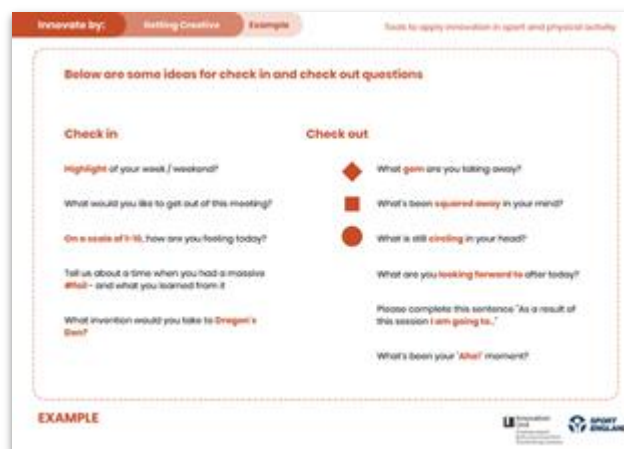 Innovate by:
Getting Creative
Example
Tools to apply innovation in sport and physical activity
Below are some ideas for check in and check out questions
Check in
Highlight of your week / weekend?
What would you like to get out of this meeting?
On a scale of 1-10, how are you feeling today?
Tell us about a time when you had a massive
#fail - and what you learned from it
What invention would you take to Dragon's
Den?
Check out
What gem are you taking away?
What's been squared away in your mind?
What is still circling in your head?
What are you looking forward to after today?
Please complete this sentence "As a result of
this session I am going to.."
What's been your 'Aha!' moment?
EXAMPLE
Innovation
Unit
SPORT
ENGLAND